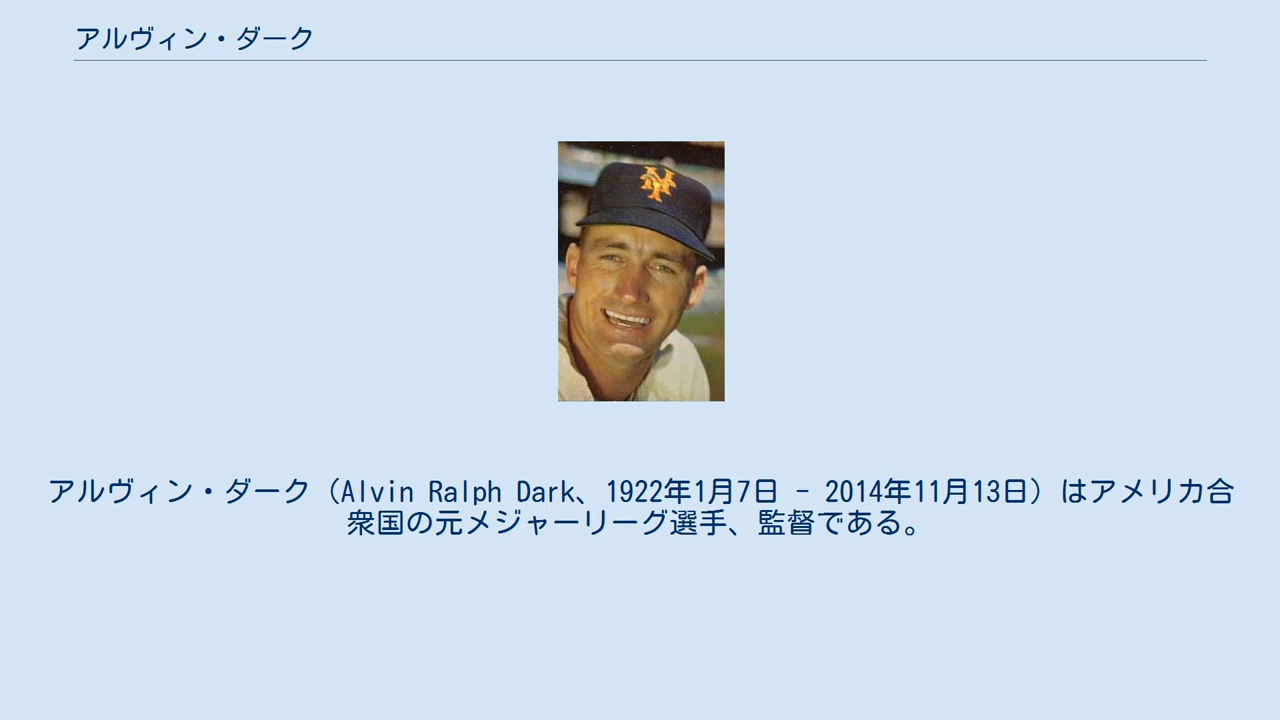 アルヴィン・ダーク
NY
アルヴィン・ダーク（Alvin Ralph Dark、1922年1月7日 - 2014年11月13日）はアメリカ合
衆国の元メジャーリーグ選手、監督である。